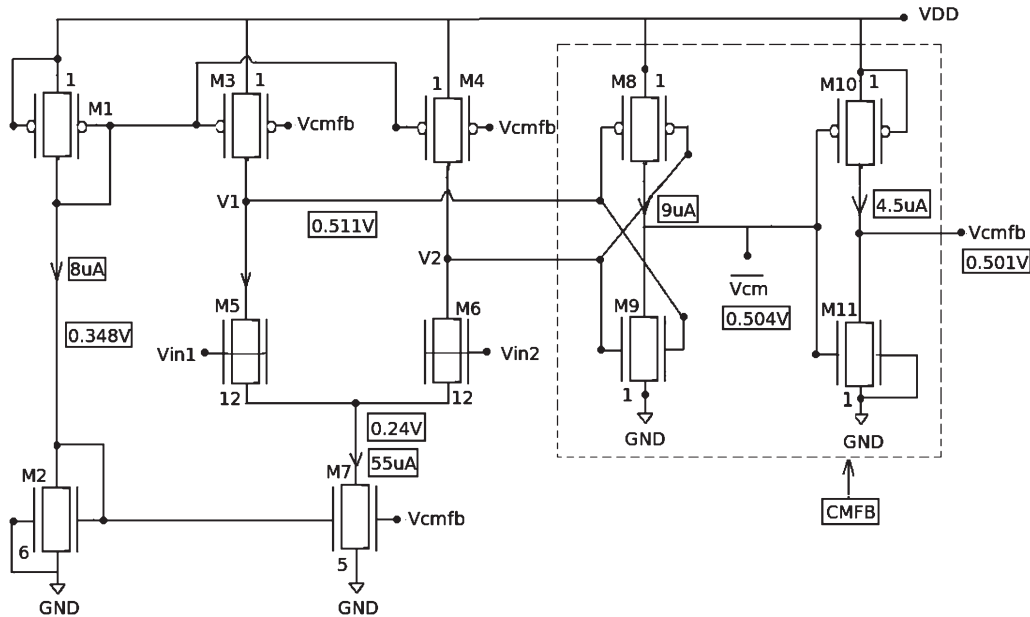 VDD
1
M1
M3
1
Vcmfb
1
M4
Vcmfb
M8
1
M10
1
V1
0.511V
9uA
4.5uA
Vcmfb
0.501V
V2
8uA
Vcm
0.504V
M5
M6
M9
M11
0.348V
Vin1
Vin2
12
12
1
1
GND
GND
0.24V
55uA
M2
M7
Vcmfb
CMFB
6
5
GND
GND